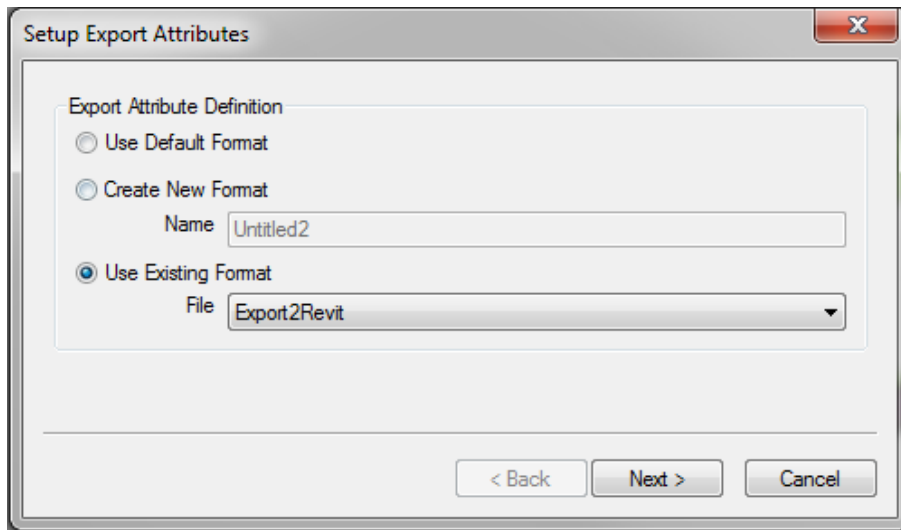 Setup Export Attributes
Export Attribute Definition
Use Default Format
Create New Format
Name Untitled2
Use Existing Format
File Export2Revit
< Back Next > Cancel